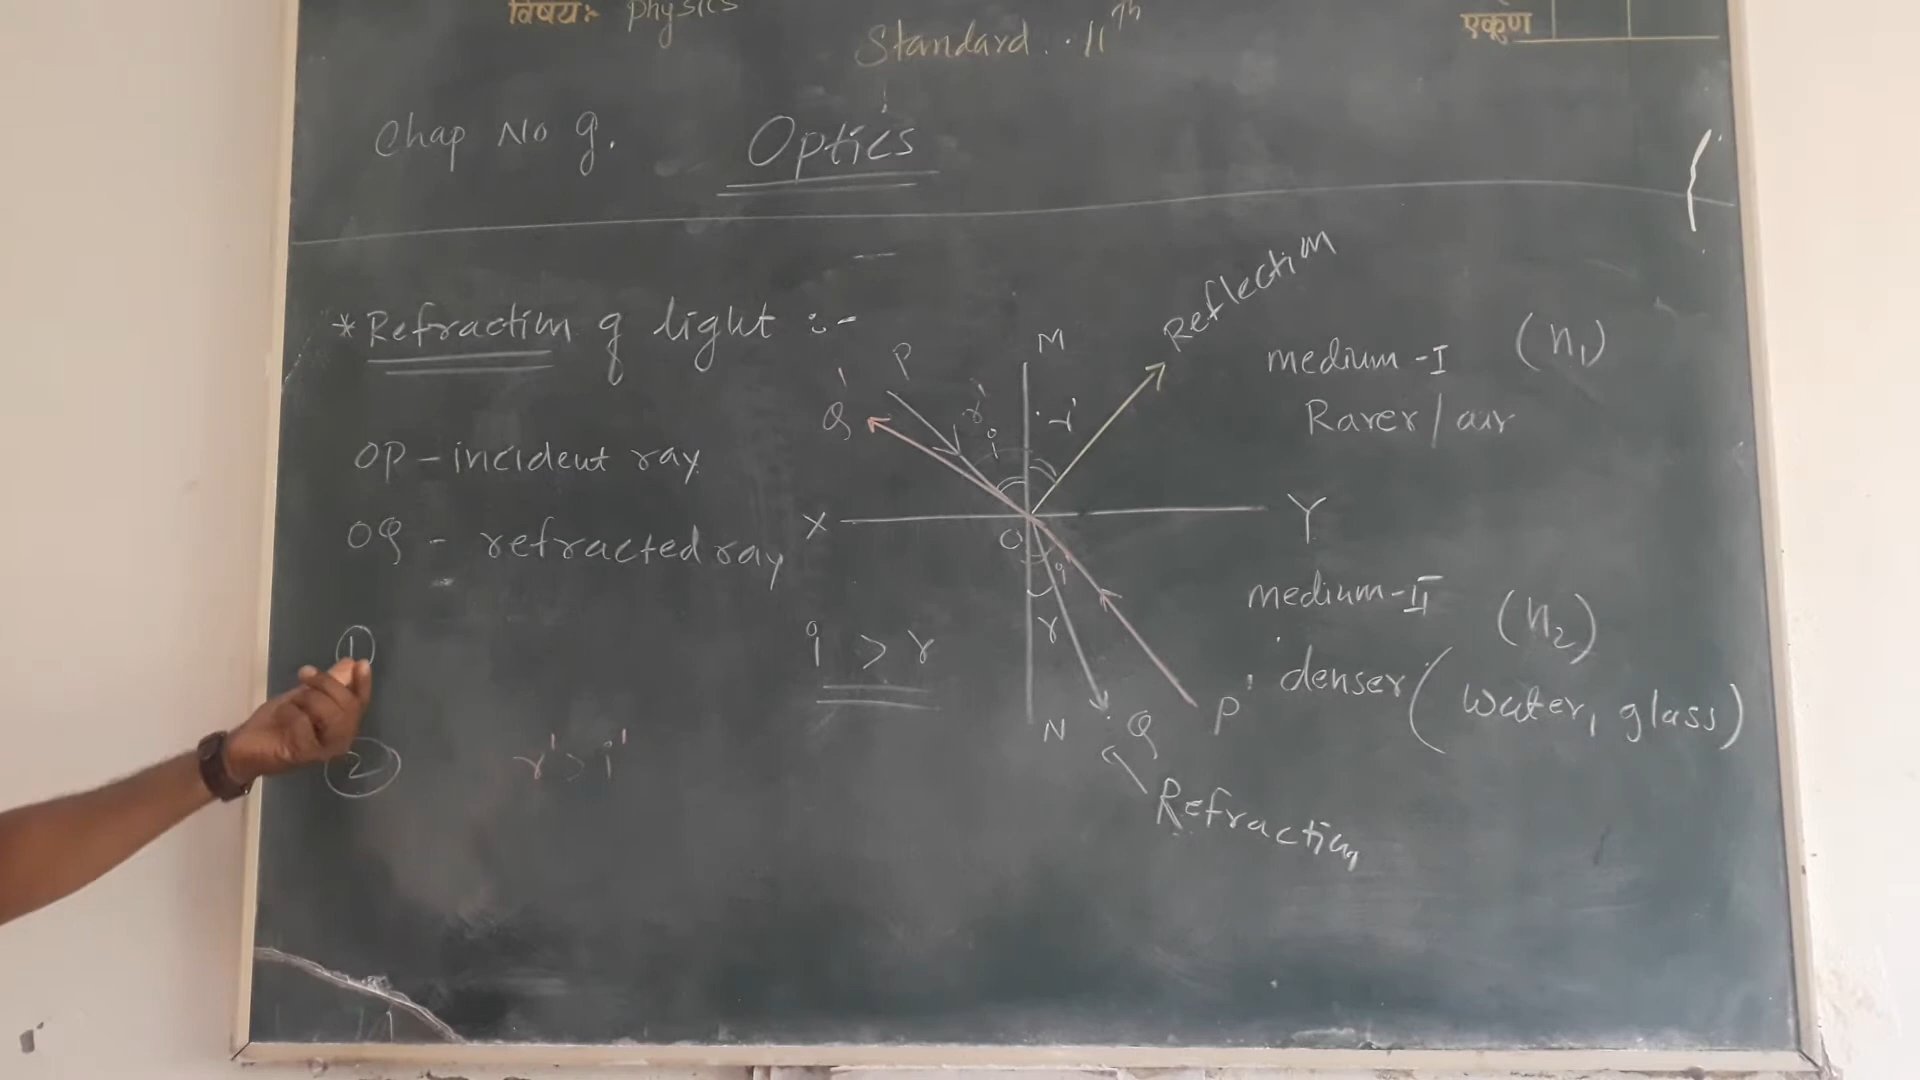 विषय:- physics
Standard. . 11th
एकूण
Chap No 9. Optics
* Refraction of light :-
OP - incident ray
OQ - refracted ray
1
2
i > r
r' > i'
Reflection
M
P
Q'
r'
i
r'
X
Y
O
i'
r
N
Q
P
Refraction
medium - I (n1)
Rarer / air
medium - II (n2)
denser ( water, glass)